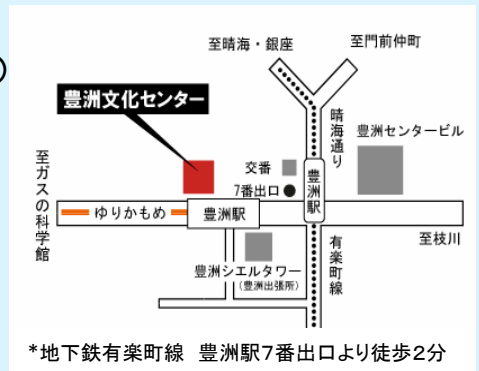 至晴海・銀座
至門前仲町
豊洲文化センター
晴海通り
豊洲センタービル
至ガスの科学館
交番
7番出口
豊洲駅
ゆりかもめ
豊洲駅
至枝川
有楽町線
豊洲シエルタワー
(豊洲出張所)
*地下鉄有楽町線 豊洲駅7番出口より徒歩2分